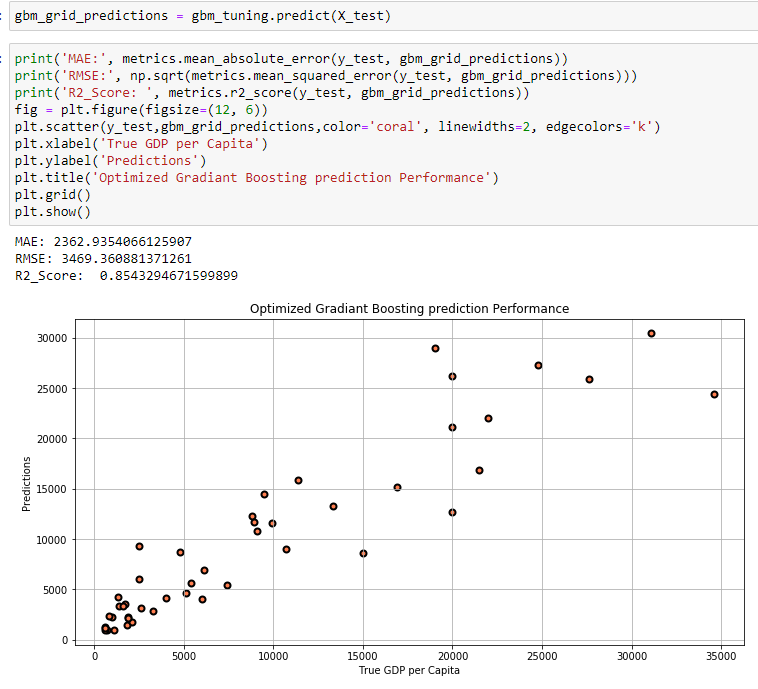 : gbm_grid_predictions = gbm_tuning.predict(X_test)
: print('MAE:', metrics.mean_absolute_error(y_test, gbm_grid_predictions))
print('RMSE:', np.sqrt(metrics.mean_squared_error(y_test, gbm_grid_predictions)))
print('R2_Score: ', metrics.r2_score(y_test, gbm_grid_predictions))
fig = plt.figure(figsize=(12, 6))
plt.scatter(y_test,gbm_grid_predictions,color='coral', linewidths=2, edgecolors='k')
plt.xlabel('True GDP per Capita')
plt.ylabel('Predictions')
plt.title('Optimized Gradiant Boosting prediction Performance')
plt.grid()
plt.show()
MAE: 2362.9354066125907
RMSE: 3469.360881371261
R2_Score:  0.8543294671599899
Optimized Gradiant Boosting prediction Performance
30000
25000
20000
15000
10000
5000
0
Predictions
0 5000 10000 15000 20000 25000 30000 35000
True GDP per Capita